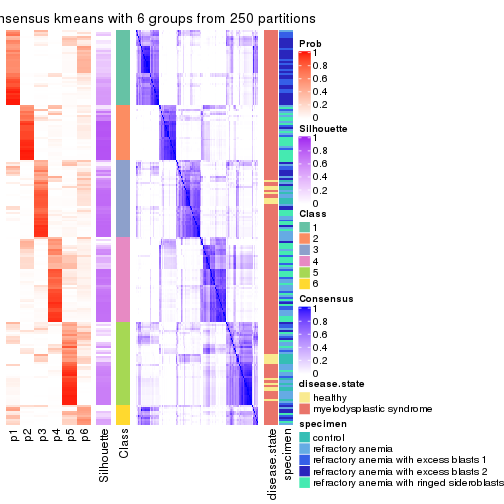 nsensus kmeans with 6 groups from 250 partitions
Prob
1
0.8
0.6
0.4
0.2
0
Silhouette
1
0.8
0.6
0.4
0.2
0
Class
1
2
3
4
5
6
Consensus
1
0.8
0.6
0.4
0.2
0
disease.state
healthy
myelodysplastic syndrome
specimen
control
refractory anemia
refractory anemia with excess blasts 1
refractory anemia with excess blasts 2
refractory anemia with ringed sideroblasts
p1
p2
p3
p4
p5
p6
Silhouette
Class
disease.state
specimen